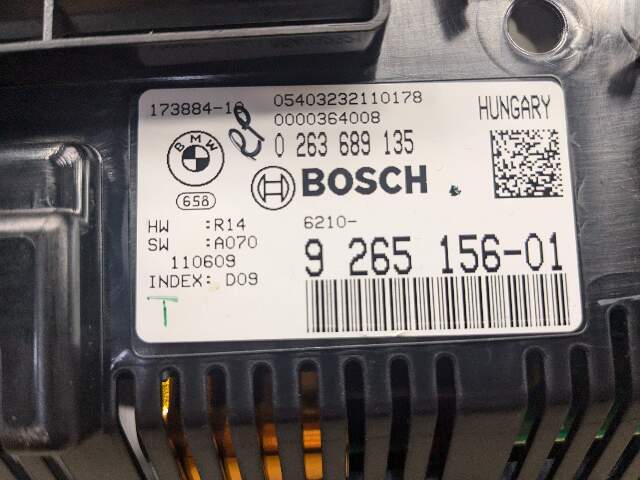 173884-10 05403232110178
0000364008
HUNGARY
0 263 689 135
BMW
658
BOSCH
HW :R14
SW :A070
110609
INDEX: D09
T
6210-
9 265 156-01